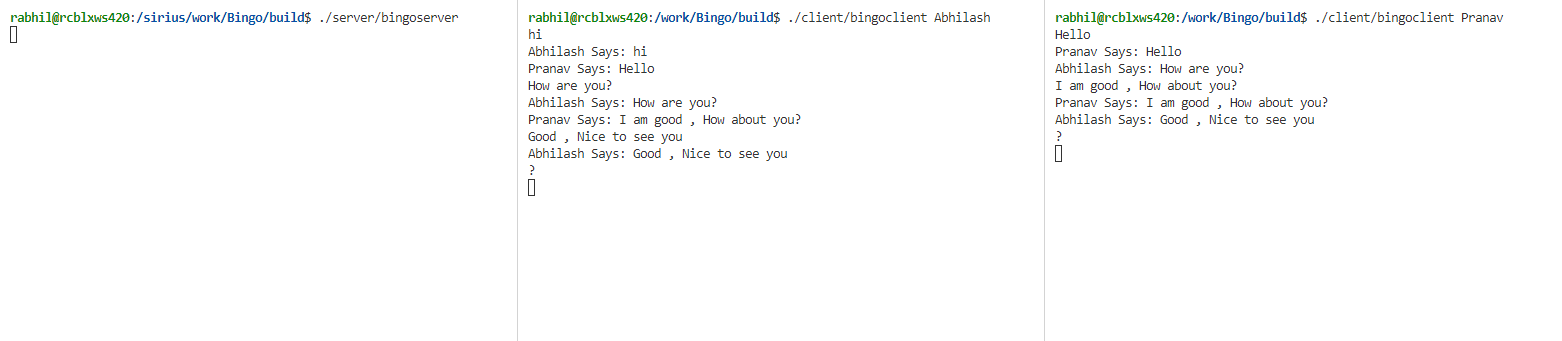 rabhil@rcblxws420:/sirius/work/Bingo/build$ ./server/bingoserver
rabhil@rcblxws420:/work/Bingo/build$ ./client/bingoclient Abhilash
hi
Abhilash Says: hi
Pranav Says: Hello
How are you?
Abhilash Says: How are you?
Pranav Says: I am good , How about you?
Good , Nice to see you
Abhilash Says: Good , Nice to see you
?
rabhil@rcblxws420:/work/Bingo/build$ ./client/bingoclient Pranav
Hello
Pranav Says: Hello
Abhilash Says: How are you?
I am good , How about you?
Pranav Says: I am good , How about you?
Abhilash Says: Good , Nice to see you
?